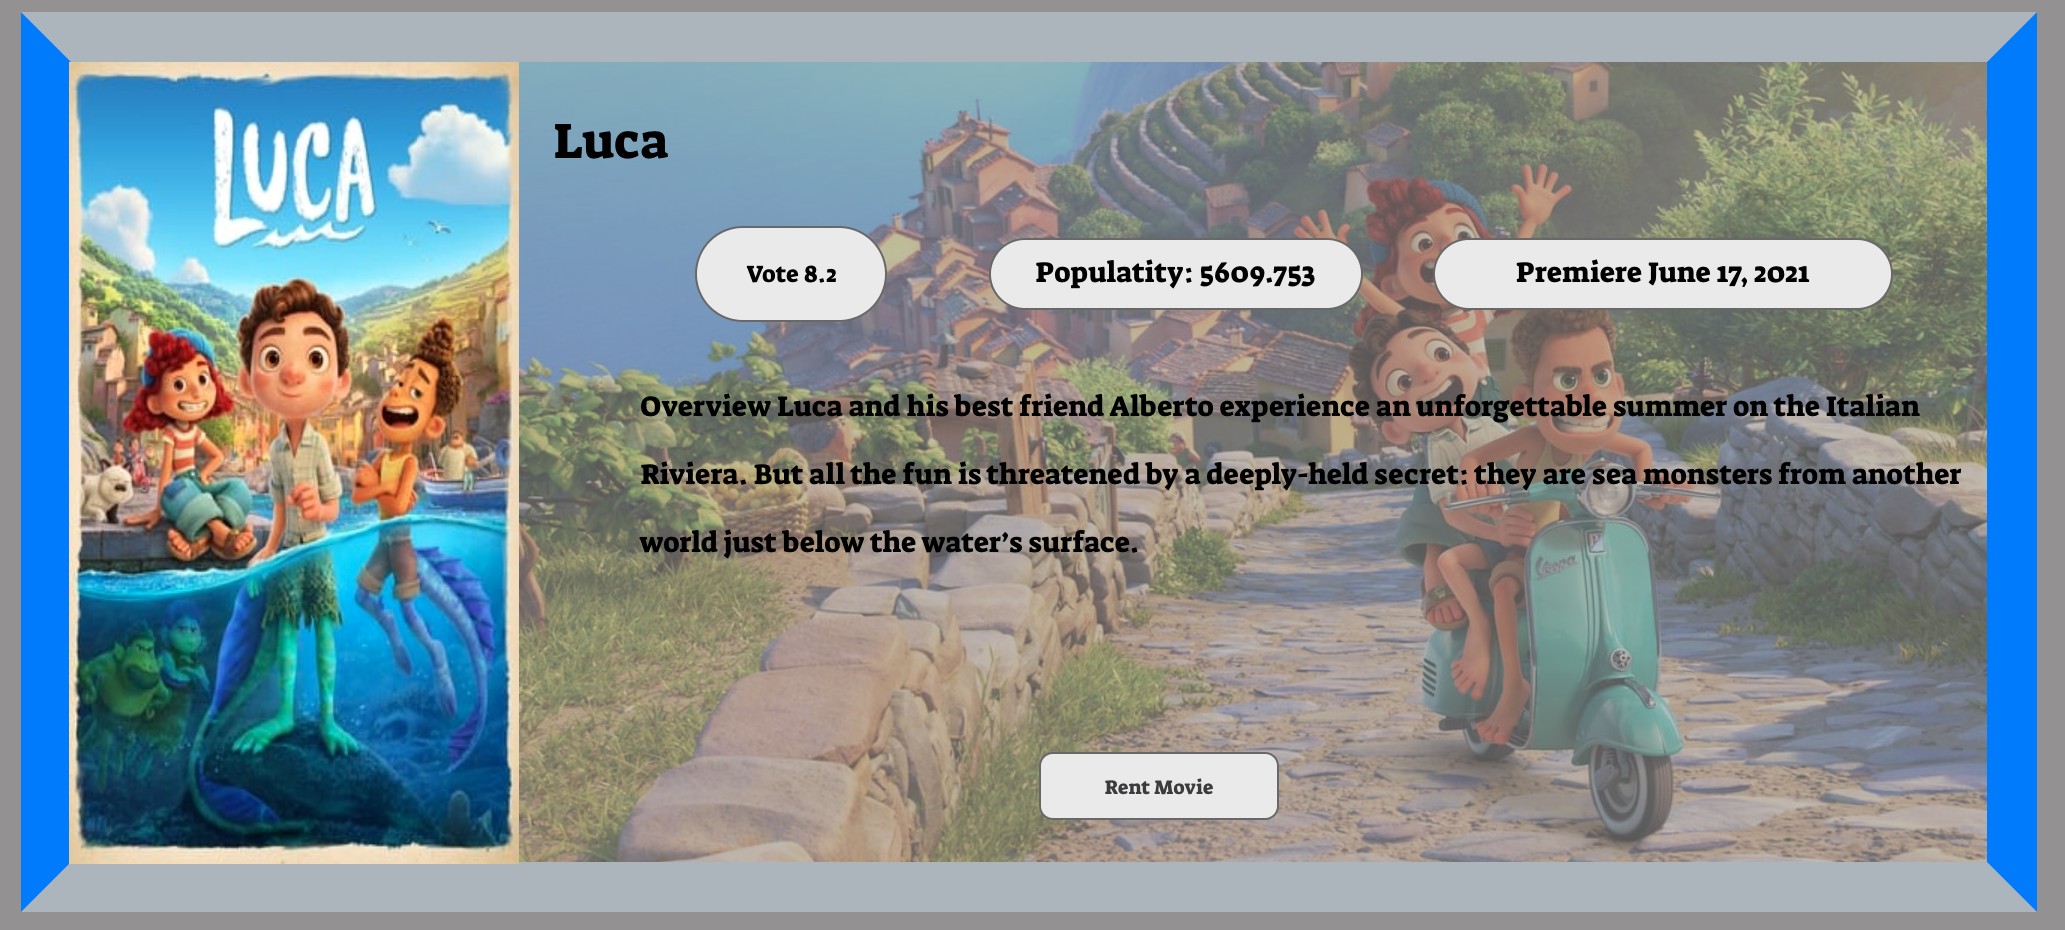 LUCA
Luca
Vote 8.2
Populatity: 5609.753
Premiere June 17, 2021
Overview Luca and his best friend Alberto experience an unforgettable summer on the Italian
Riviera. But all the fun is threatened by a deeply-held secret: they are sea monsters from another
world just below the water’s surface.
Vespa
Rent Movie